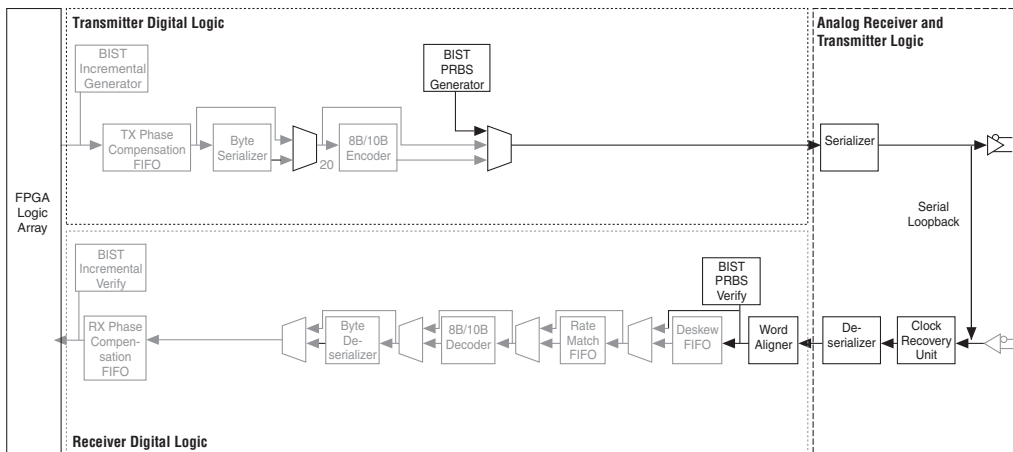 Transmitter Digital Logic
Analog Receiver and
Transmitter Logic
BIST
Incremental
Generator
BIST
PRBS
Generator
TX Phase
Compensation
FIFO
Byte
Serializer
20
8B/10B
Encoder
Serializer
FPGA
Logic
Array
Serial
Loopback
BIST
Incremental
Verify
BIST
PRBS
Verify
RX Phase
Compen-
sation
FIFO
Byte
De-
serializer
8B/10B
Decoder
Rate
Match
FIFO
Deskew
FIFO
Word
Aligner
De-
serializer
Clock
Recovery
Unit
Receiver Digital Logic